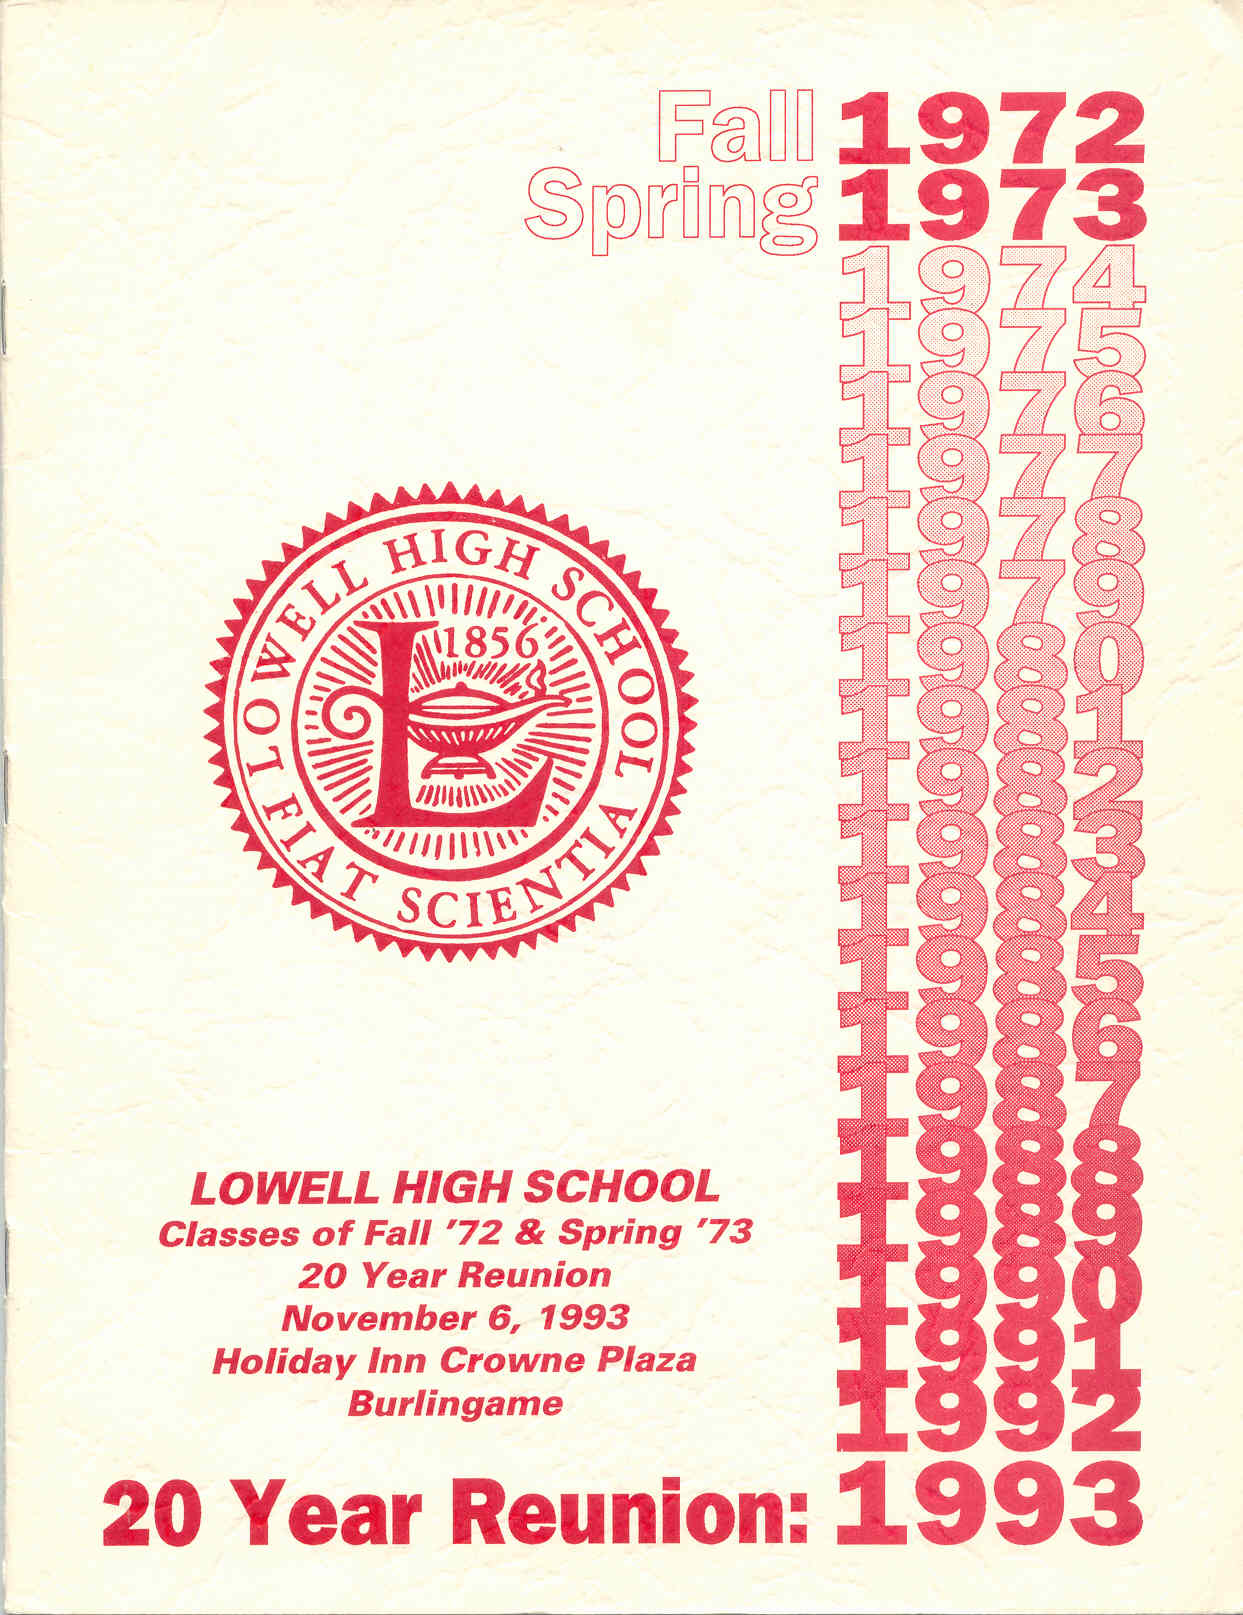 Fall 1972
Spring 1973
1974
1975
1976
1977
1978
1979
1980
1981
1982
1983
1984
1985
1986
1987
1988
1989
1990
1991
1992
LOWELL HIGH SCHOOL
1856
L
FIAT SCIENTIA
LOWELL HIGH SCHOOL
Classes of Fall '72 & Spring '73
20 Year Reunion
November 6, 1993
Holiday Inn Crowne Plaza
Burlingame
20 Year Reunion: 1993